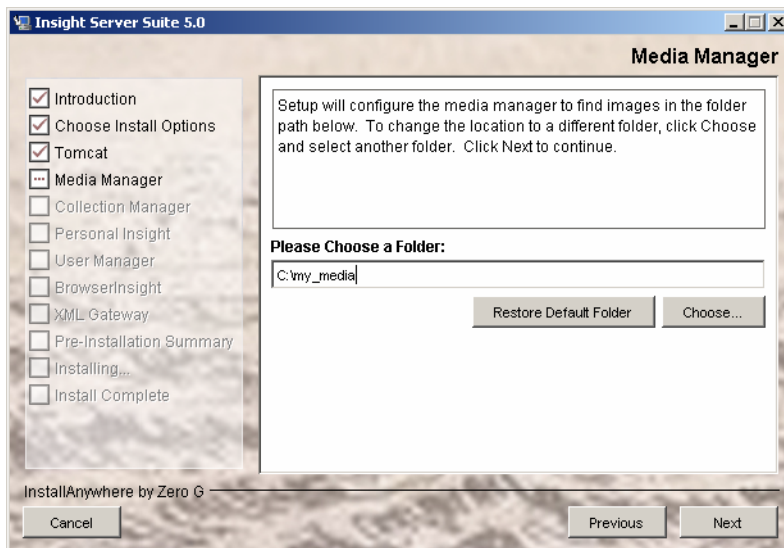 Insight Server Suite 5.0
Media Manager
Introduction
Choose Install Options
Tomcat
Media Manager
Collection Manager
Personal Insight
User Manager
BrowserInsight
XML Gateway
Pre-Installation Summary
Installing...
Install Complete
Setup will configure the media manager to find images in the folder
path below.  To change the location to a different folder, click Choose
and select another folder.  Click Next to continue.
Please Choose a Folder:
C:\my_media
Restore Default Folder
Choose...
InstallAnywhere by Zero G
Cancel
Previous
Next